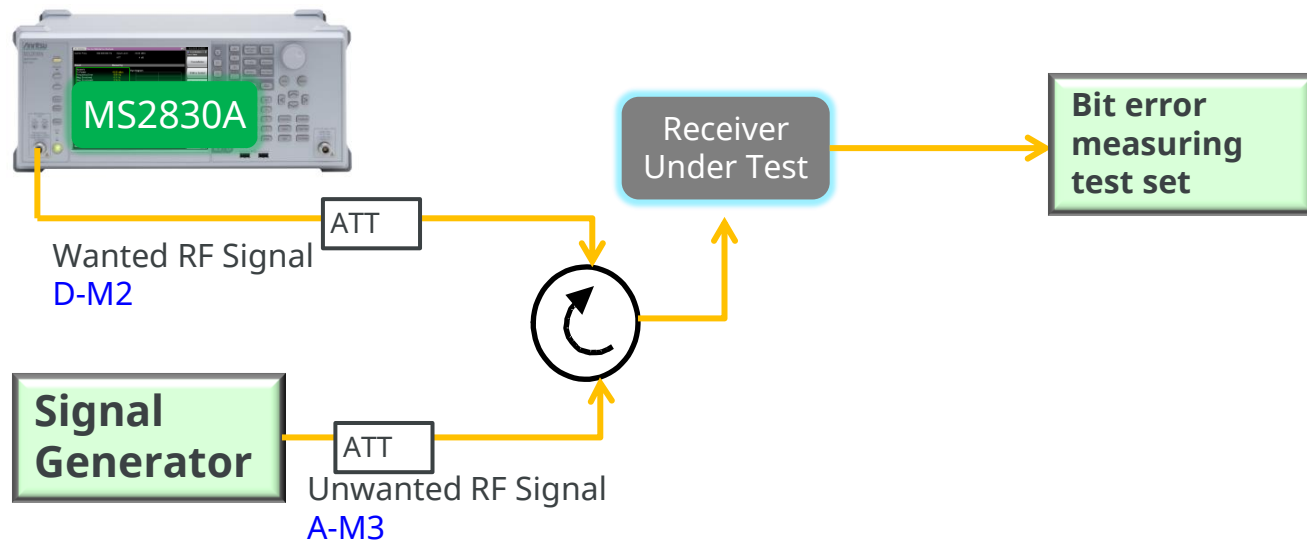 MS2830A
Receiver
Under Test
Bit error
measuring
test set
ATT
Wanted RF Signal
D-M2
Signal
Generator
ATT
Unwanted RF Signal
A-M3